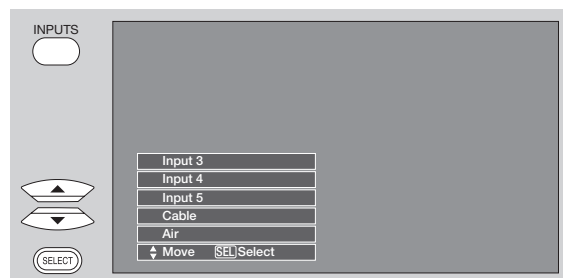 INPUTS
Input 3
Input 4
Input 5
Cable
Air
Move SEL Select
SELECT